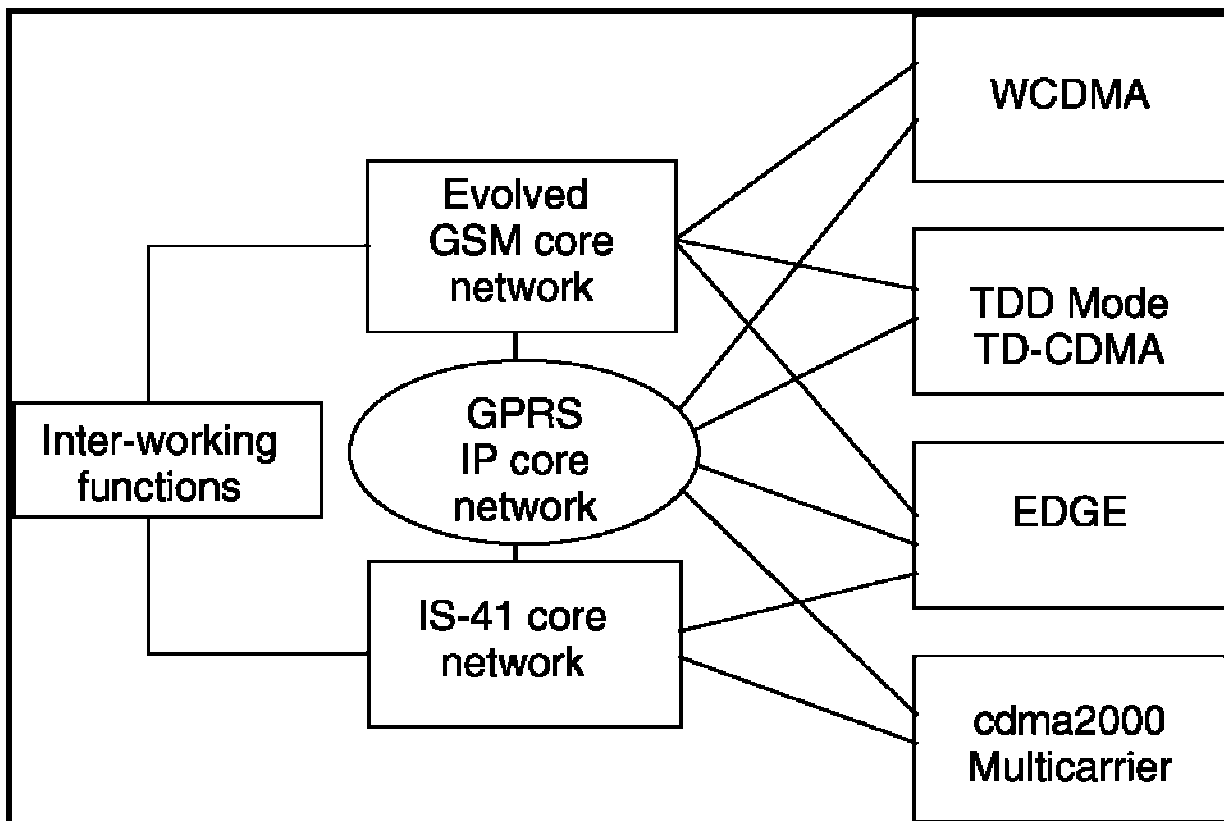 WCDMA
Evolved
GSM core
network
TDD Mode
TD-CDMA
Inter-working
functions
GPRS
IP core
network
EDGE
IS-41 core
network
cdma2000
Multicarrier